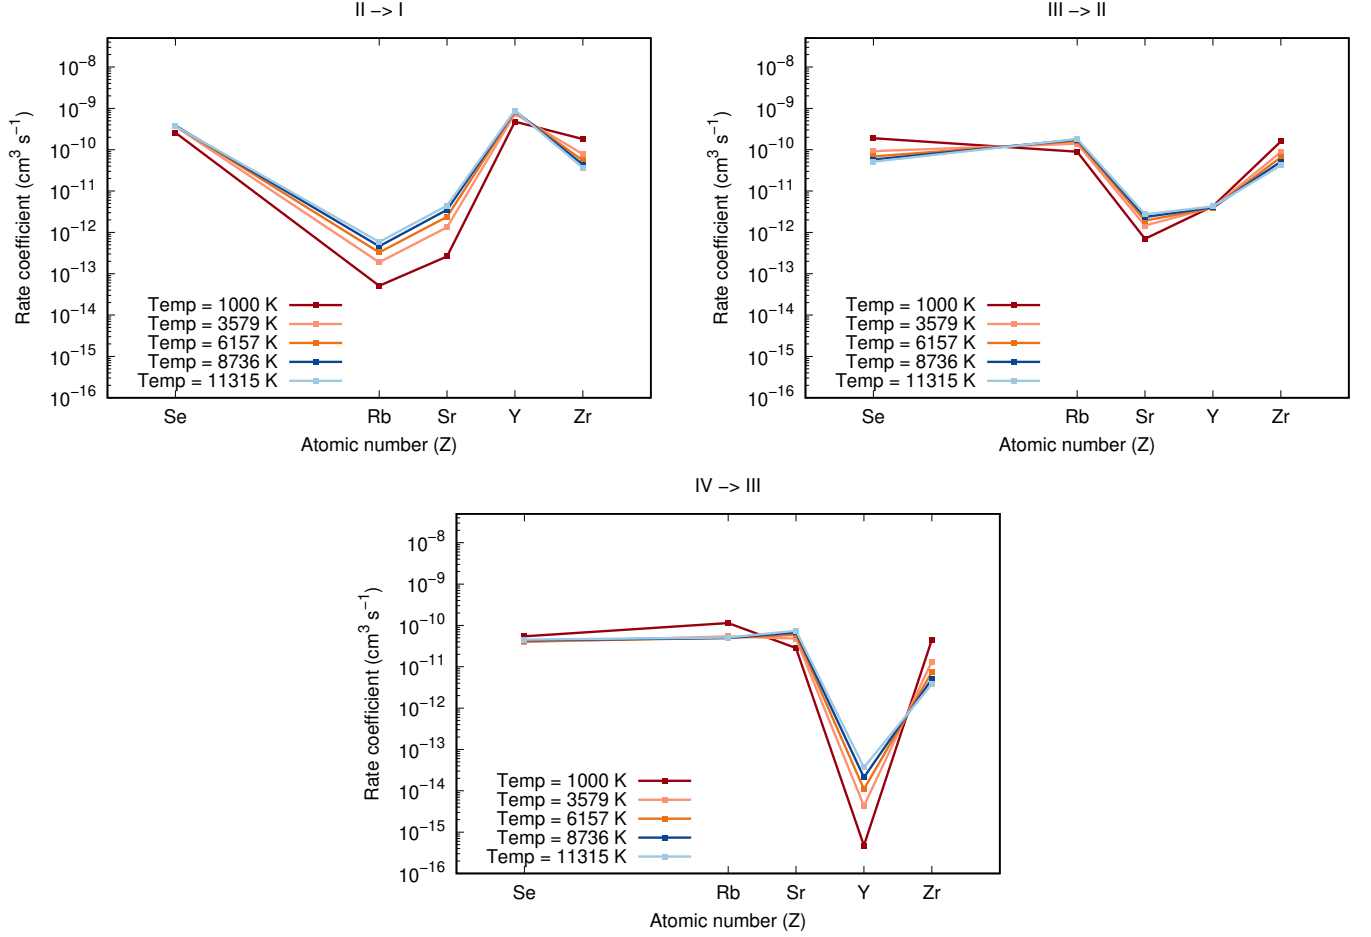 II −> I
Rate coefficient (cm³ s⁻¹)
10⁻⁸
10⁻⁹
10⁻¹⁰
10⁻¹¹
10⁻¹²
10⁻¹³
10⁻¹⁴
10⁻¹⁵
10⁻¹⁶
Temp = 1000 K
Temp = 3579 K
Temp = 6157 K
Temp = 8736 K
Temp = 11315 K
Se Rb Sr Y Zr
Atomic number (Z)
III −> II
Rate coefficient (cm³ s⁻¹)
10⁻⁸
10⁻⁹
10⁻¹⁰
10⁻¹¹
10⁻¹²
10⁻¹³
10⁻¹⁴
10⁻¹⁵
10⁻¹⁶
Temp = 1000 K
Temp = 3579 K
Temp = 6157 K
Temp = 8736 K
Temp = 11315 K
Se Rb Sr Y Zr
Atomic number (Z)
IV −> III
Rate coefficient (cm³ s⁻¹)
10⁻⁸
10⁻⁹
10⁻¹⁰
10⁻¹¹
10⁻¹²
10⁻¹³
10⁻¹⁴
10⁻¹⁵
10⁻¹⁶
Temp = 1000 K
Temp = 3579 K
Temp = 6157 K
Temp = 8736 K
Temp = 11315 K
Se Rb Sr Y Zr
Atomic number (Z)